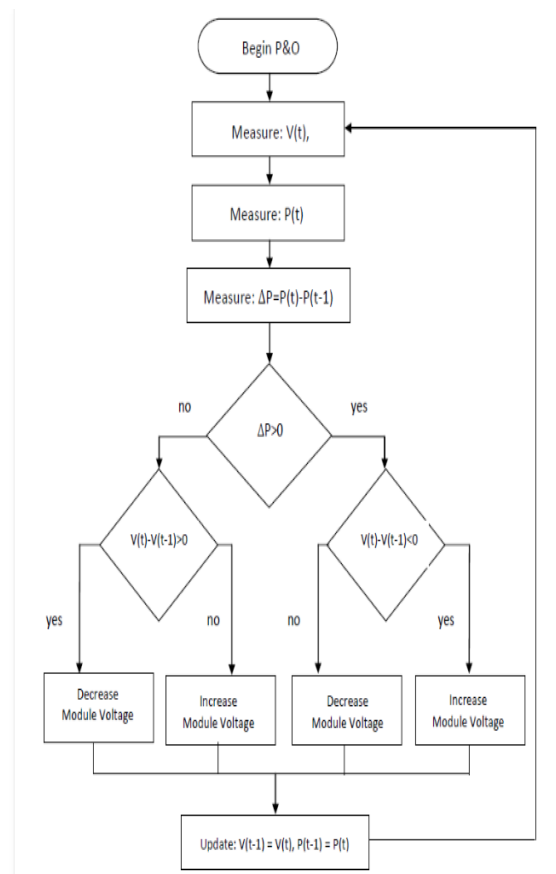 Begin P&O
Measure: V(t),
Measure: P(t)
Measure: ΔP=P(t)-P(t-1)
no
yes
ΔP>0
V(t)-V(t-1)>0
V(t)-V(t-1)<0
yes
no
no
yes
Decrease
Module Voltage
Increase
Module Voltage
Decrease
Module Voltage
Increase
Module Voltage
Update: V(t-1) = V(t), P(t-1) = P(t)